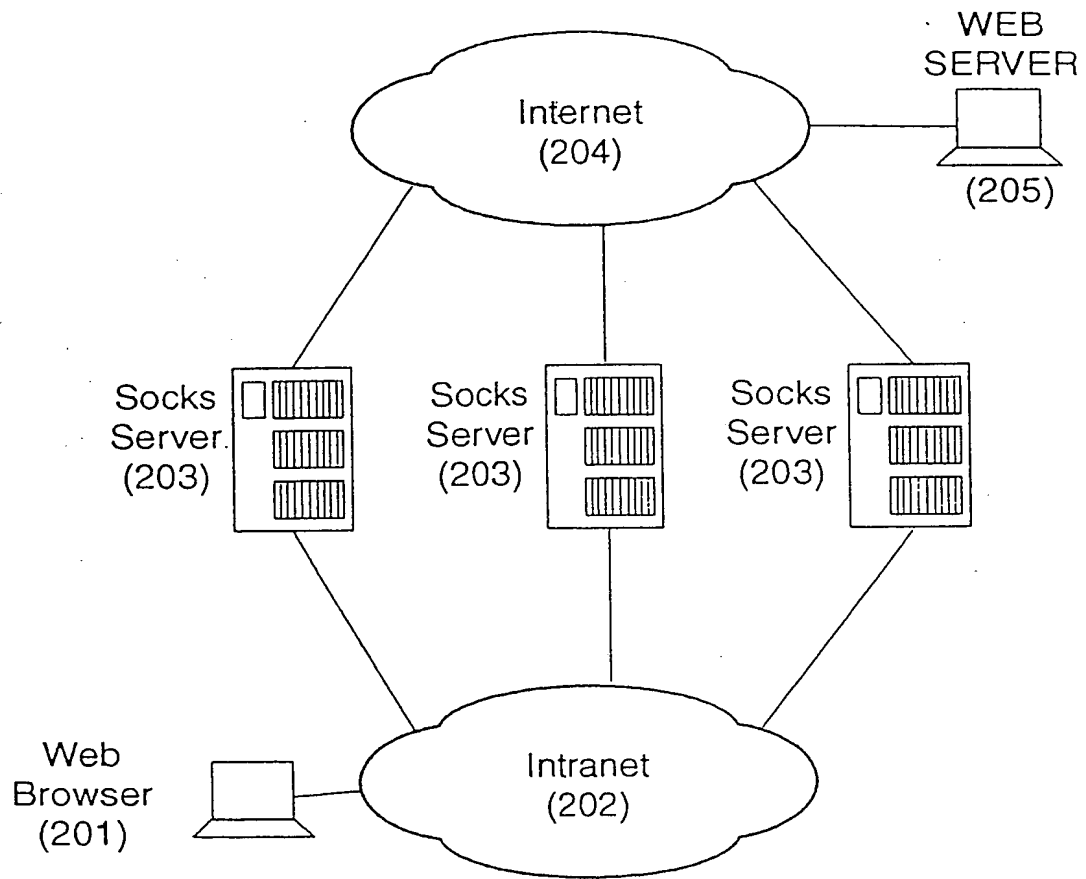 WEB
SERVER
Internet
(204)
(205)
Socks
Server
(203)
Socks
Server
(203)
Socks
Server
(203)
Web
Browser
(201)
Intranet
(202)